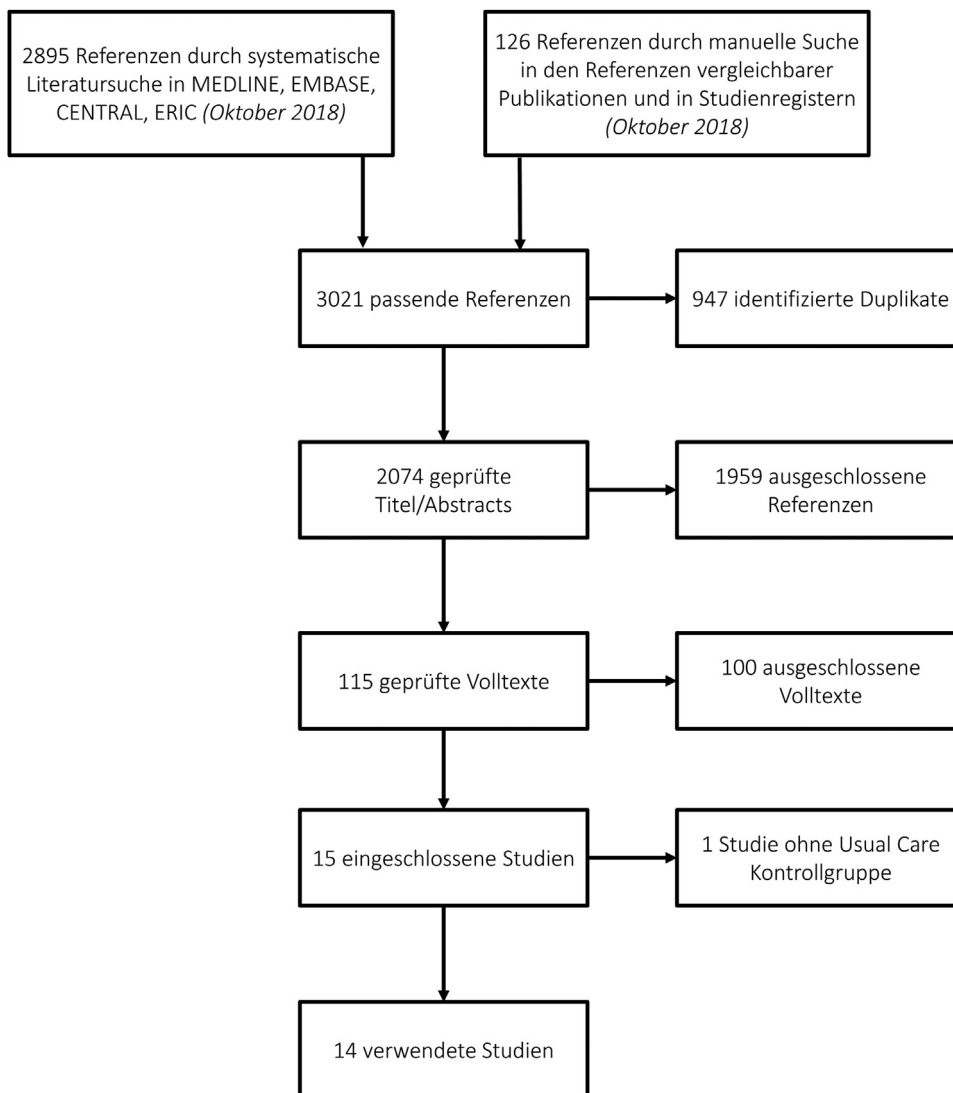 2895 Referenzen durch systematische
Literatursuche in MEDLINE, EMBASE,
CENTRAL, ERIC (Oktober 2018)
126 Referenzen durch manuelle Suche
in den Referenzen vergleichbarer
Publikationen und in Studienregistern
(Oktober 2018)
3021 passende Referenzen
947 identifizierte Duplikate
2074 geprüfte
Titel/Abstracts
1959 ausgeschlossene
Referenzen
115 geprüfte Volltexte
100 ausgeschlossene
Volltexte
15 eingeschlossene Studien
1 Studie ohne Usual Care
Kontrollgruppe
14 verwendete Studien